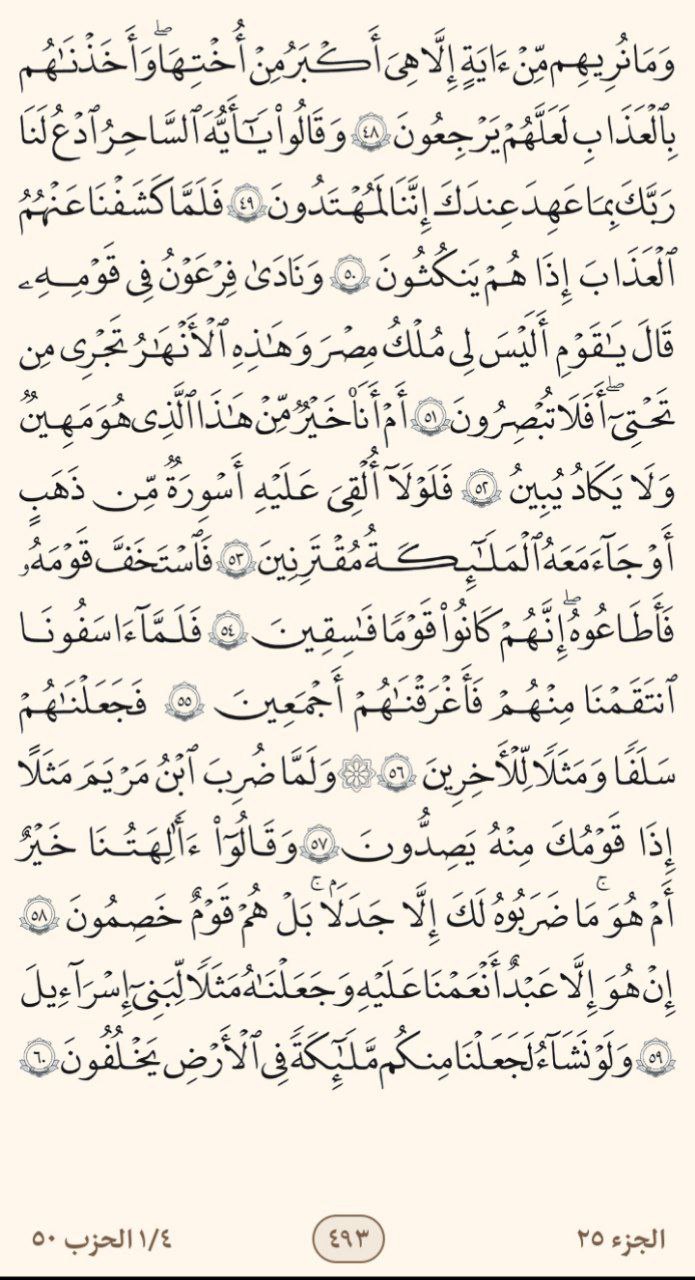 وَمَا نُرِيهِم مِّنْ ءَايَةٍ إِلَّا هِىَ أَكْبَرُ مِنْ أُخْتِهَاۖ وَأَخَذْنَـٰهُم
بِٱلْعَذَابِ لَعَلَّهُمْ يَرْجِعُونَ ٤٨ وَقَالُوا۟ يَـٰٓأَيُّهَ ٱلسَّاحِرُ ٱدْعُ لَنَا
رَبَّكَ بِمَا عَهِدَ عِندَكَ إِنَّنَا لَمُهْتَدُونَ ٤٩ فَلَمَّا كَشَفْنَا عَنْهُمُ
ٱلْعَذَابَ إِذَا هُمْ يَنكُثُونَ ٥٠ وَنَادَىٰ فِرْعَوْنُ فِى قَوْمِهِۦ
قَالَ يَـٰقَوْمِ أَلَيْسَ لِى مُلْكُ مِصْرَ وَهَـٰذِهِ ٱلْأَنْهَـٰرُ تَجْرِى مِن
تَحْتِىٓۖ أَفَلَا تُبْصِرُونَ ٥١ أَمْ أَنَا۠ خَيْرٌ مِّنْ هَـٰذَا ٱلَّذِى هُوَ مَهِينٌ
وَلَا يَكَادُ يُبِينُ ٥٢ فَلَوْلَآ أُلْقِىَ عَلَيْهِ أَسْوِرَةٌ مِّن ذَهَبٍ
أَوْ جَآءَ مَعَهُ ٱلْمَلَـٰٓئِكَةُ مُقْتَرِنِينَ ٥٣ فَٱسْتَخَفَّ قَوْمَهُۥ
فَأَطَاعُوهُۖ إِنَّهُمْ كَانُوا۟ قَوْمًا فَـٰسِقِينَ ٥٤ فَلَمَّآ ءَاسَفُونَا
ٱنتَقَمْنَا مِنْهُمْ فَأَغْرَقْنَـٰهُمْ أَجْمَعِينَ ٥٥ فَجَعَلْنَـٰهُمْ
سَلَفًا وَمَثَلًا لِّلْـَٔاخِرِينَ ٥٦ ۞ وَلَمَّا ضُرِبَ ٱبْنُ مَرْيَمَ مَثَلًا
إِذَا قَوْمُكَ مِنْهُ يَصِدُّونَ ٥٧ وَقَالُوٓا۟ ءَأَـٰلِهَتُنَا خَيْرٌ
أَمْ هُوَۚ مَا ضَرَبُوهُ لَكَ إِلَّا جَدَلًۢاۚ بَلْ هُمْ قَوْمٌ خَصِمُونَ ٥٨
إِنْ هُوَ إِلَّا عَبْدٌ أَنْعَمْنَا عَلَيْهِ وَجَعَلْنَـٰهُ مَثَلًا لِّبَنِىٓ إِسْرَٰٓءِيلَ
٥٩ وَلَوْ نَشَآءُ لَجَعَلْنَا مِنكُم مَّلَـٰٓئِكَةً فِى ٱلْأَرْضِ يَخْلُفُونَ ٦٠
الجزء ٢٥
٤٩٣
١/٤ الحزب ٥٠